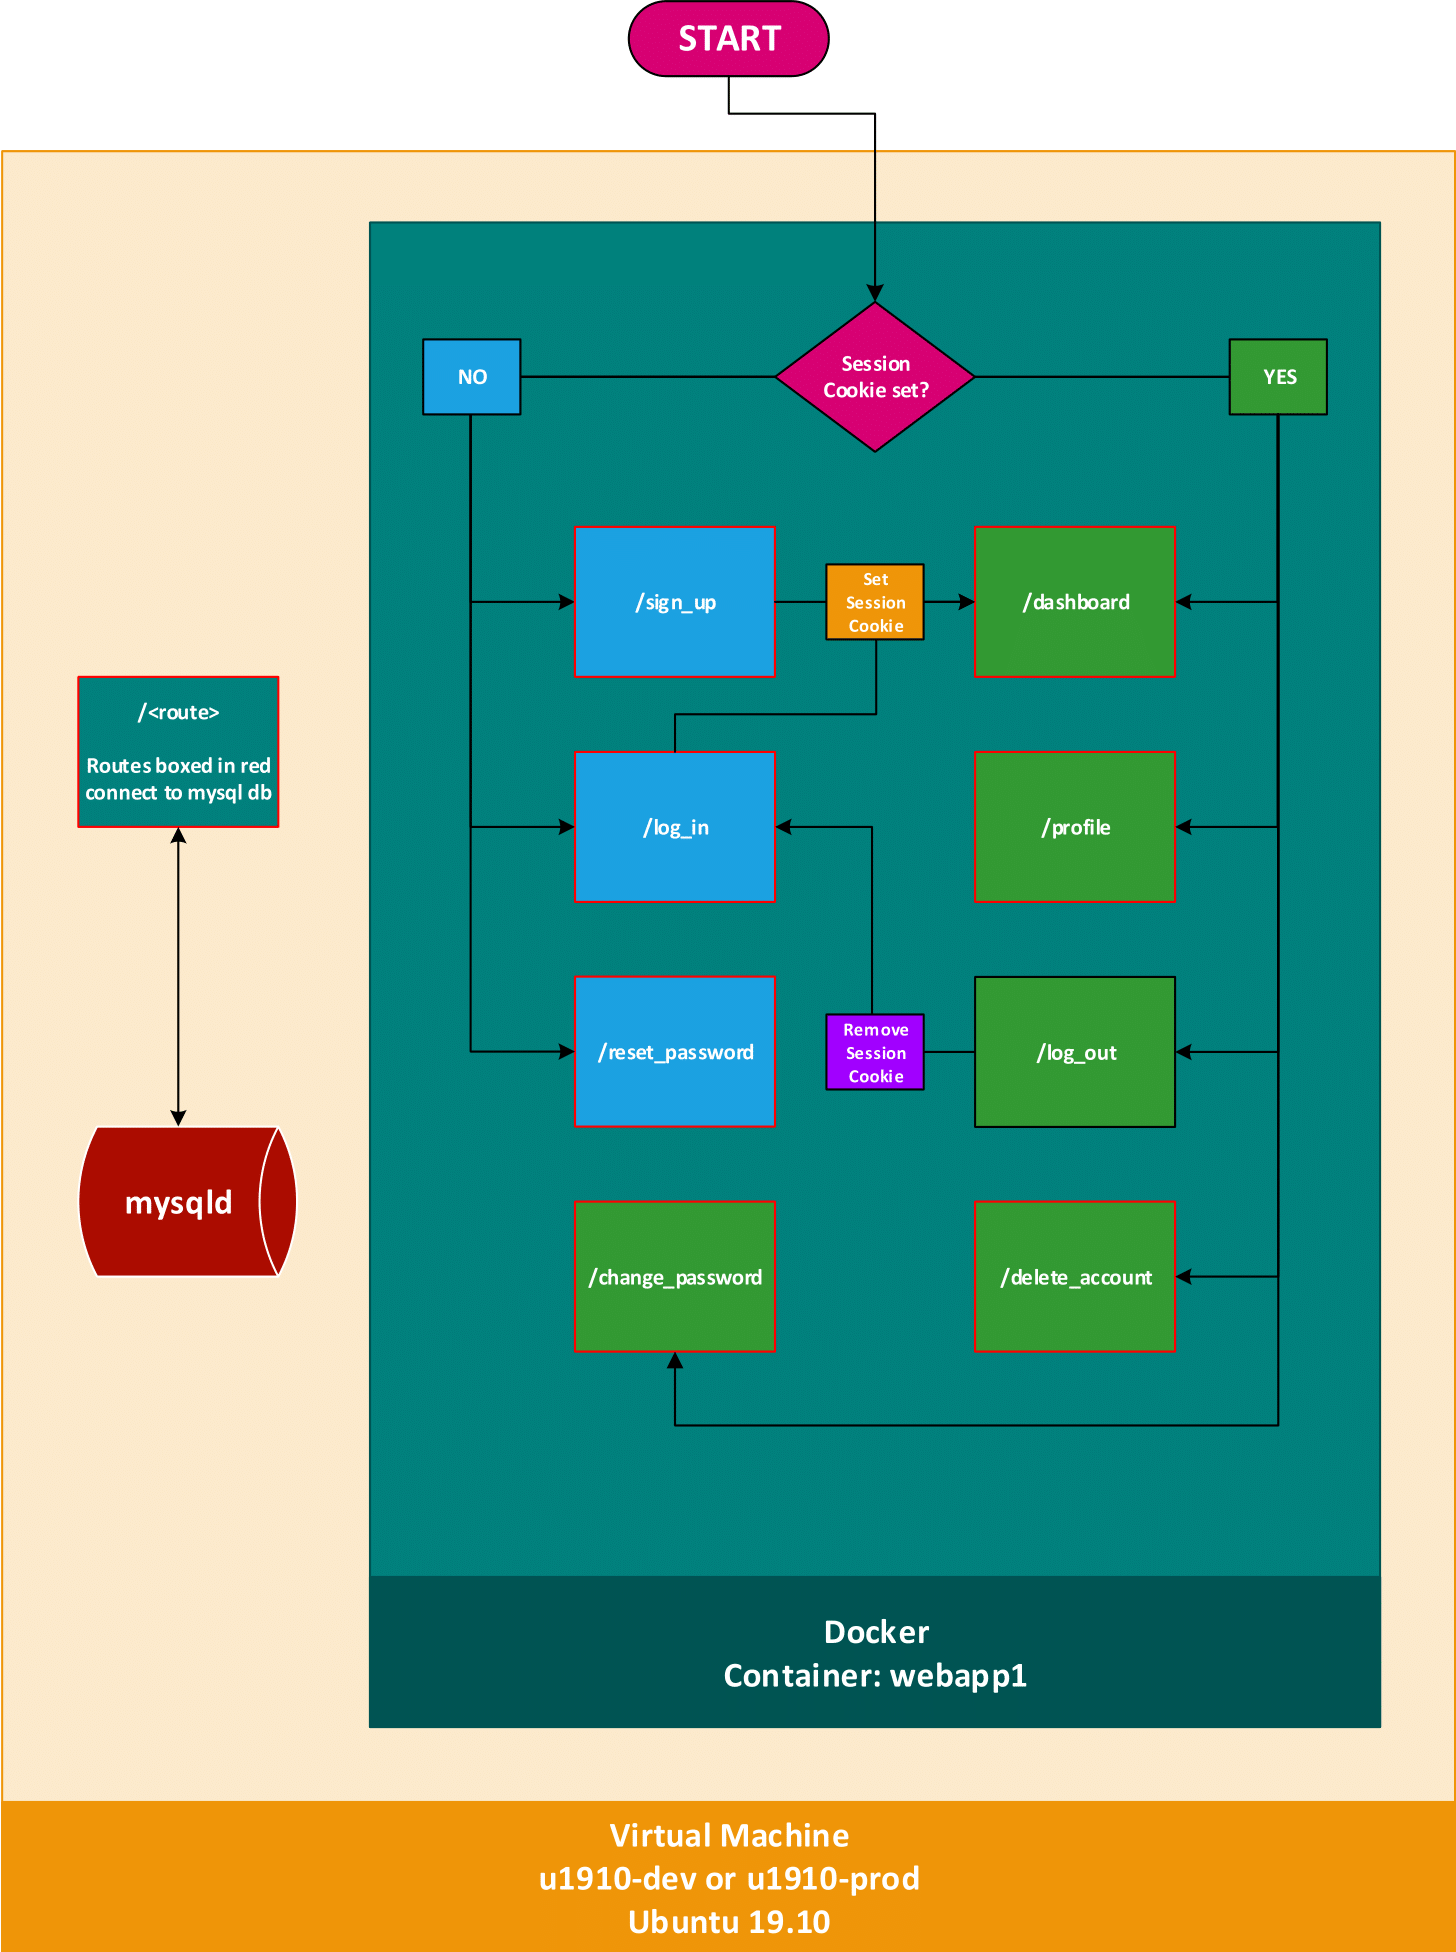 START
Session
Cookie set?
NO
YES
/sign_up
Set
Session
Cookie
/dashboard
/<route>
Routes boxed in red
connect to mysql db
/log_in
/profile
/reset_password
Remove
Session
Cookie
/log_out
mysqld
/change_password
/delete_account
Docker
Container: webapp1
Virtual Machine
u1910-dev or u1910-prod
Ubuntu 19.10